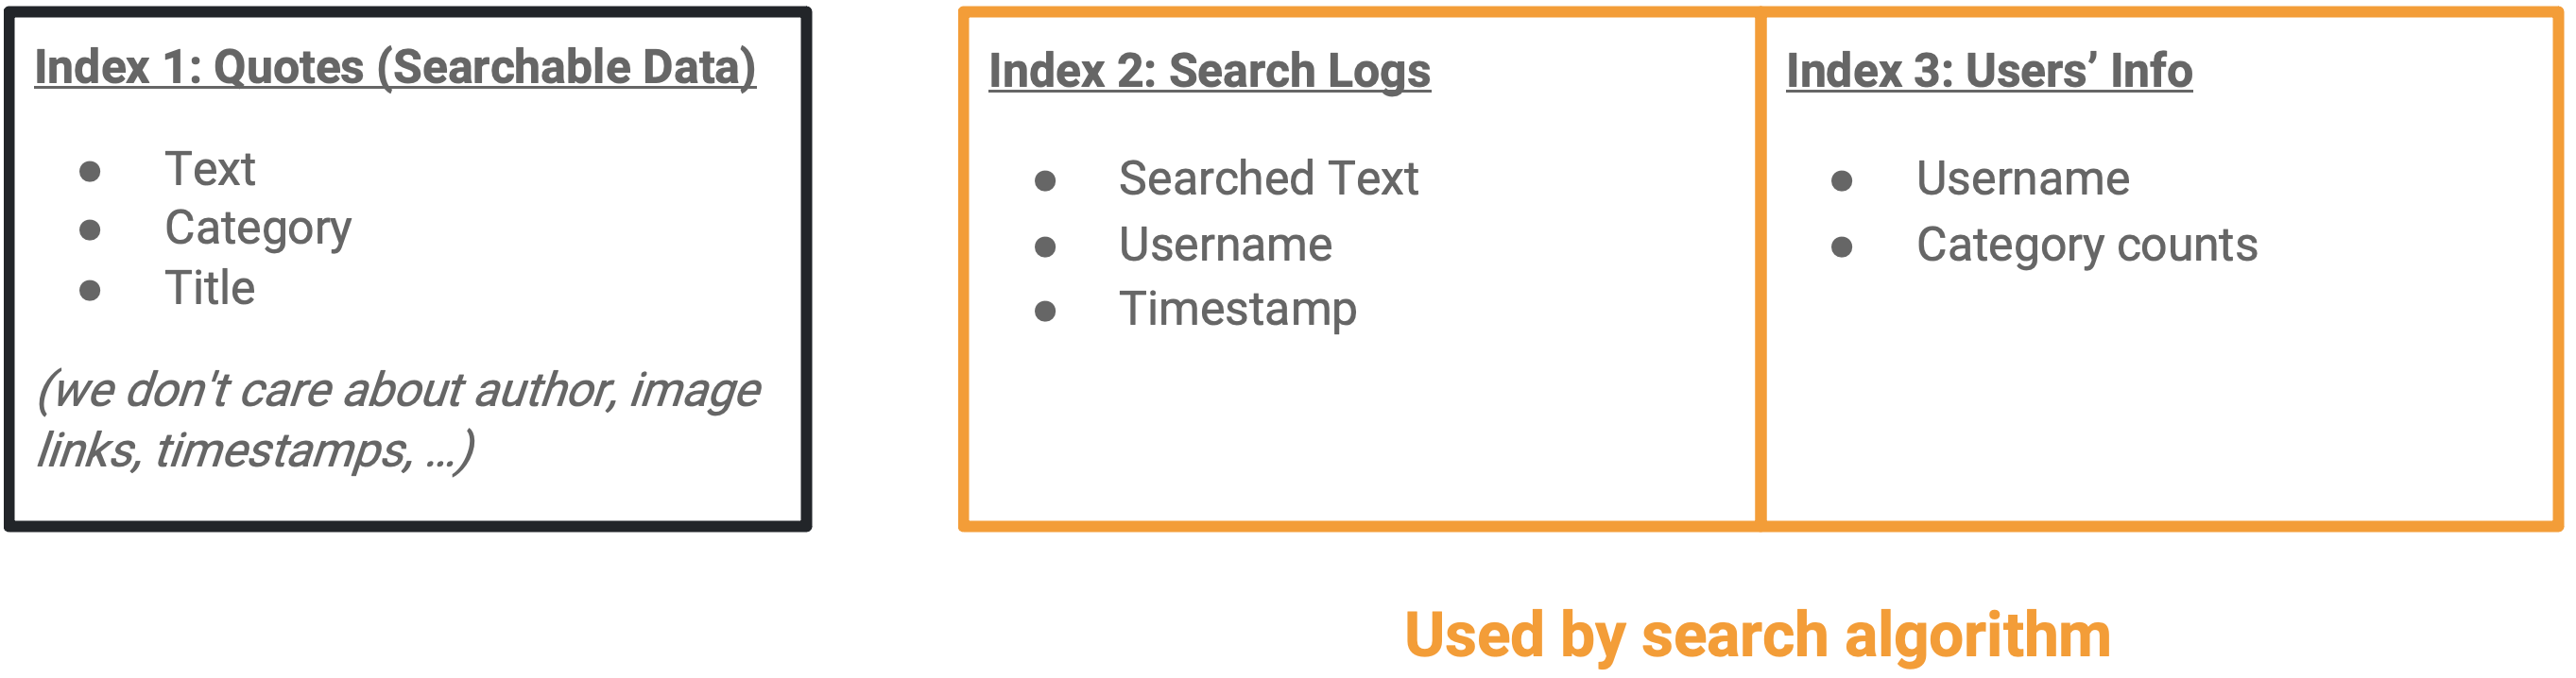 Index 1: Quotes (Searchable Data)
● Text
● Category
● Title
(we don't care about author, image
links, timestamps, ...)
Index 2: Search Logs
● Searched Text
● Username
● Timestamp
Index 3: Users’ Info
● Username
● Category counts
Used by search algorithm